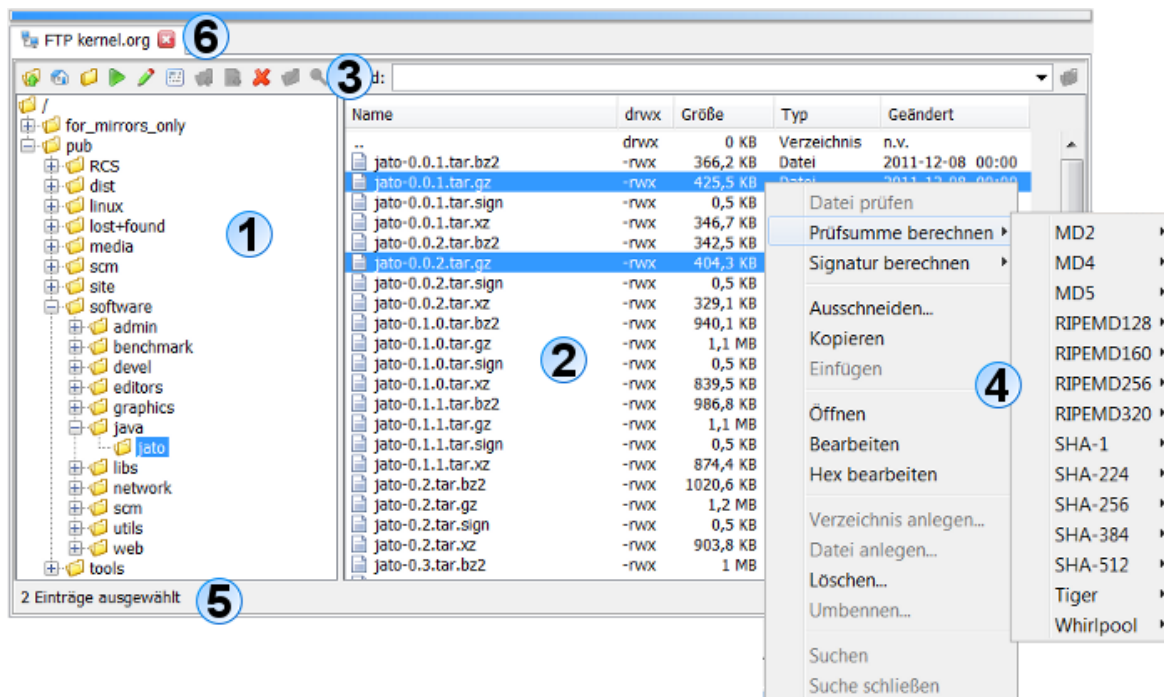 FTP kernel.org
6
3
d:
/
for_mirrors_only
pub
RCS
dist
linux
lost+found
media
scm
site
software
admin
benchmark
devel
editors
graphics
java
jato
libs
network
scm
utils
web
tools
1
Name drwx Größe Typ Geändert
.. drwx 0 KB Verzeichnis n.v.
jato-0.0.1.tar.bz2 -rwx 366,2 KB Datei 2011-12-08 00:00
jato-0.0.1.tar.gz -rwx 425,5 KB Datei 2011-12-08 00:00
jato-0.0.1.tar.sign -rwx 0,5 KB
jato-0.0.1.tar.xz -rwx 346,7 KB
jato-0.0.2.tar.bz2 -rwx 342,5 KB
jato-0.0.2.tar.gz -rwx 404,3 KB
jato-0.0.2.tar.sign -rwx 0,5 KB
jato-0.0.2.tar.xz -rwx 329,1 KB
jato-0.1.0.tar.bz2 -rwx 940,1 KB
jato-0.1.0.tar.gz -rwx 1,1 MB
jato-0.1.0.tar.sign -rwx 0,5 KB
jato-0.1.0.tar.xz -rwx 839,5 KB
jato-0.1.1.tar.bz2 -rwx 986,8 KB
jato-0.1.1.tar.gz -rwx 1,1 MB
jato-0.1.1.tar.sign -rwx 0,5 KB
jato-0.1.1.tar.xz -rwx 874,4 KB
jato-0.2.tar.bz2 -rwx 1020,6 KB
jato-0.2.tar.gz -rwx 1,2 MB
jato-0.2.tar.sign -rwx 0,5 KB
jato-0.2.tar.xz -rwx 903,8 KB
jato-0.3.tar.bz2 -rwx 1 MB
2
Datei prüfen
Prüfsumme berechnen
Signatur berechnen
Ausschneiden...
Kopieren
Einfügen
Öffnen
Bearbeiten
Hex bearbeiten
Verzeichnis anlegen...
Datei anlegen...
Löschen...
Umbennen...
Suchen
Suche schließen
4
MD2
MD4
MD5
RIPEMD128
RIPEMD160
RIPEMD256
RIPEMD320
SHA-1
SHA-224
SHA-256
SHA-384
SHA-512
Tiger
Whirlpool
2 Einträge ausgewählt
5